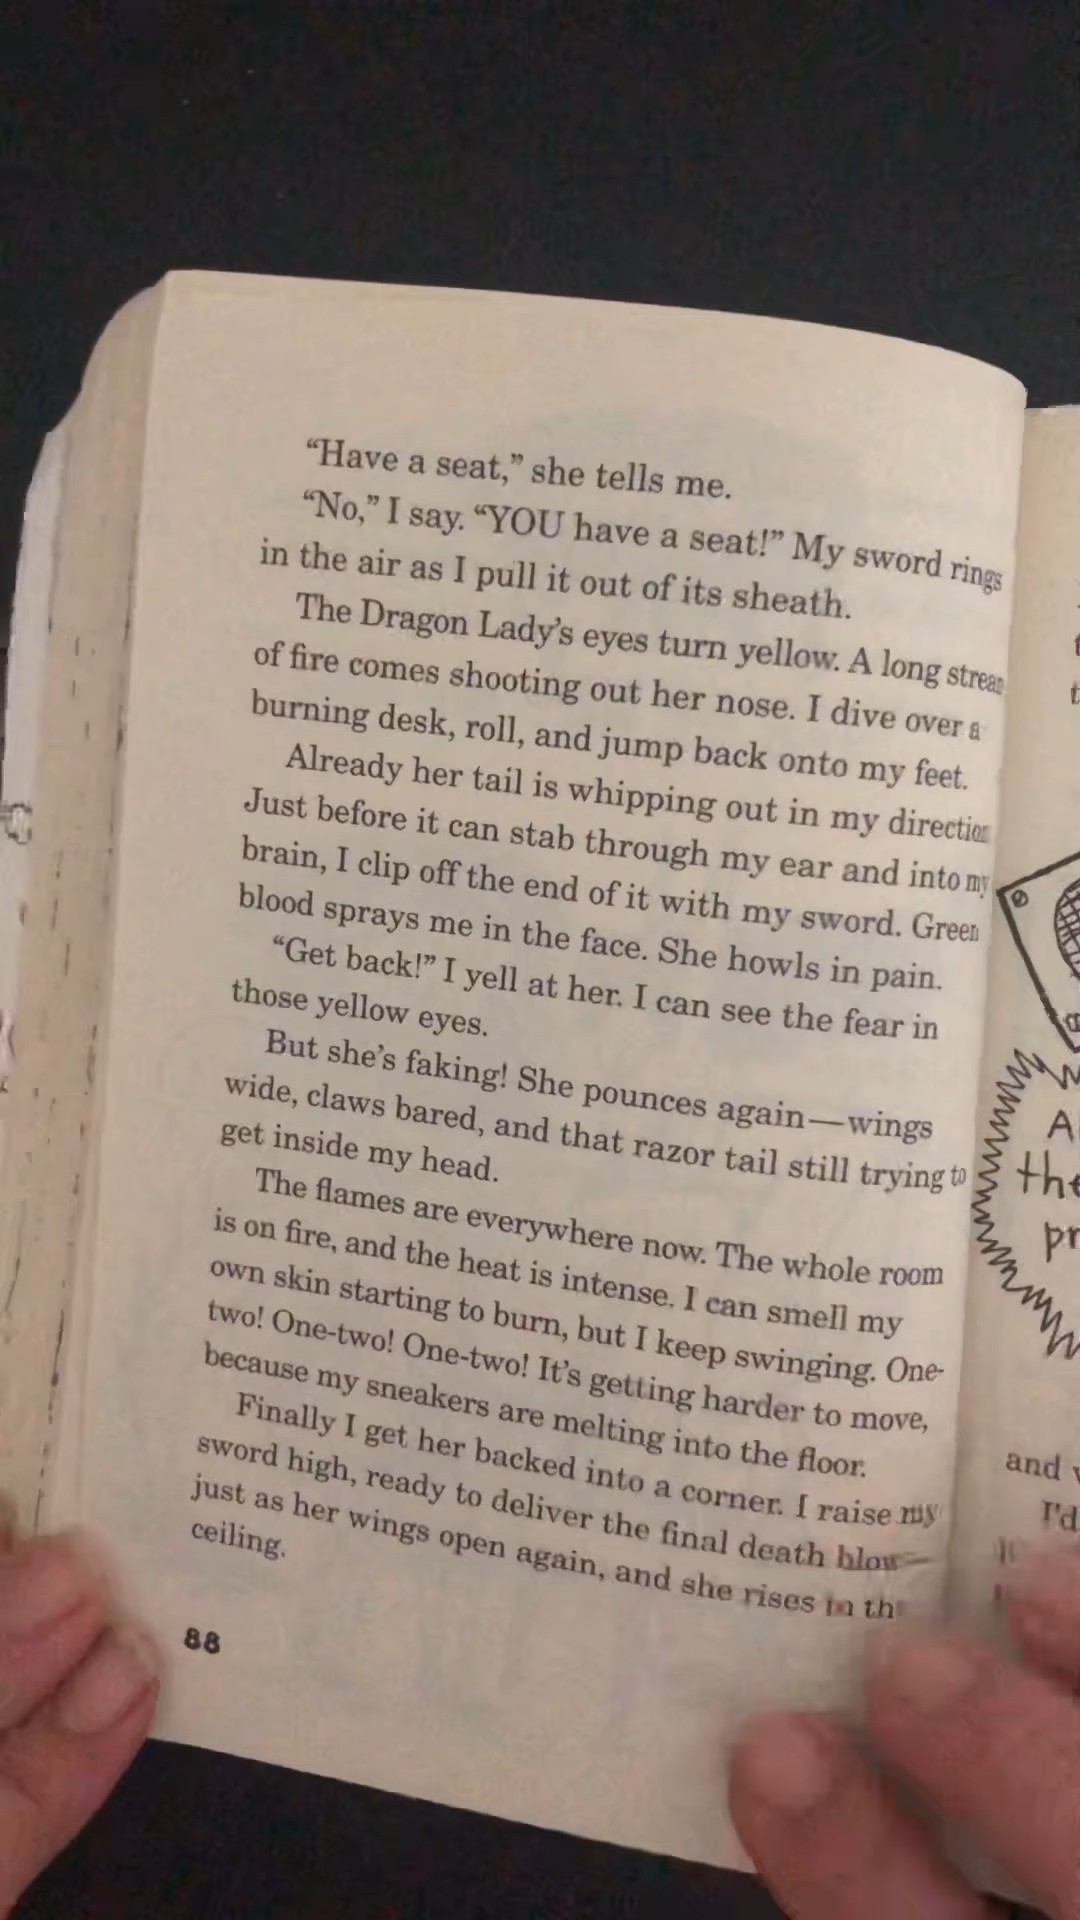 “Have a seat,” she tells me.
“No,” I say. “YOU have a seat!” My sword rings
in the air as I pull it out of its sheath.
The Dragon Lady’s eyes turn yellow. A long
of fire comes shooting out her nose. I dive over a
burning desk, roll, and jump back onto my feet.
Already her tail is whipping out in my direction
Just before it can stab through my ear and into my
brain, I clip off the end of it with my sword. Green
blood sprays me in the face. She howls in pain.
“Get back!” I yell at her. I can see the fear in
those yellow eyes.
But she’s faking! She pounces again—wings
wide, claws bared, and that razor tail still trying to
get inside my head.
The flames are everywhere now. The whole room
is on fire, and the heat is intense. I can smell my
own skin starting to burn, but I keep swinging. One-
two! One-two! One-two! It’s getting harder to move,
because my sneakers are melting into the floor.
Finally I get her backed into a corner. I raise my
sword high, ready to deliver the final death blow—
just as her wings open again, and she rises to th
ceiling.
88
A
the
pr
and
I'd